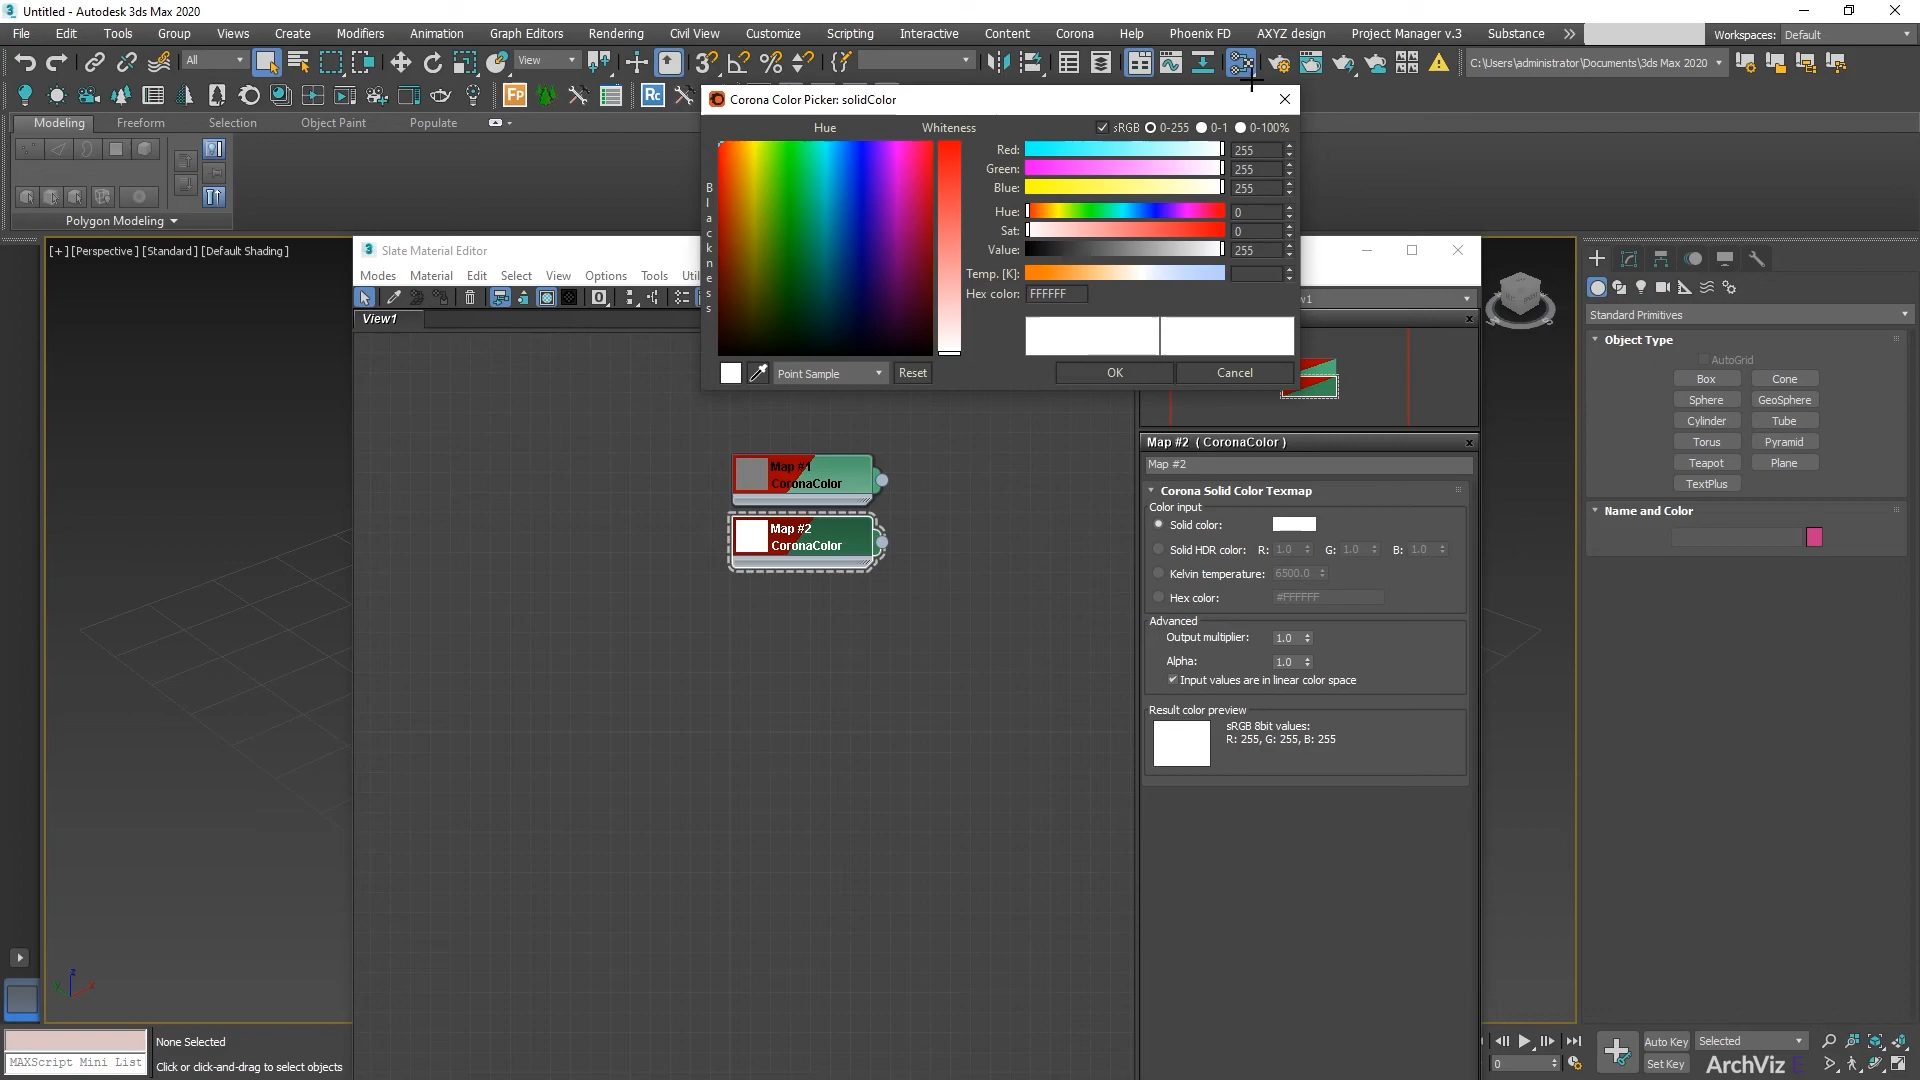 Untitled - Autodesk 3ds Max 2020
File Edit Tools Group Views Create Modifiers Animation Graph Editors Rendering Civil View Customize Scripting Interactive Content Corona Help Phoenix FD AXYZ design Project Manager v.3 Substance Workspaces: Default
All View C:\Users\administrator\Documents\3ds Max 2020
Fp Rc
Modeling Freeform Selection Object Paint Populate
Polygon Modeling
Corona Color Picker: solidColor
Hue Whiteness sRGB 0-255 0-1 0-100%
Blackness
Red: 255
Green: 255
Blue: 255
Hue: 0
Sat: 0
Value: 255
Temp. [K]:
Hex color: FFFFFF
Point Sample Reset OK Cancel
[+] [Perspective] [Standard] [Default Shading]
Slate Material Editor
Modes Material Edit Select View Options Tools Util
View1
Map #1
CoronaColor
Map #2
CoronaColor
Map #2 ( CoronaColor )
Map #2
Corona Solid Color Texmap
Color input
Solid color:
Solid HDR color: R: 1.0 G: 1.0 B: 1.0
Kelvin temperature: 6500.0
Hex color: #FFFFFF
Advanced
Output multiplier: 1.0
Alpha: 1.0
Input values are in linear color space
Result color preview
sRGB 8bit values:
R: 255, G: 255, B: 255
Standard Primitives
Object Type
AutoGrid
Box Cone
Sphere GeoSphere
Cylinder Tube
Torus Pyramid
Teapot Plane
TextPlus
Name and Color
z
y x
MAXScript Mini List
None Selected
Click or click-and-drag to select objects
0
Auto Key Selected
Set Key
ArchViz E